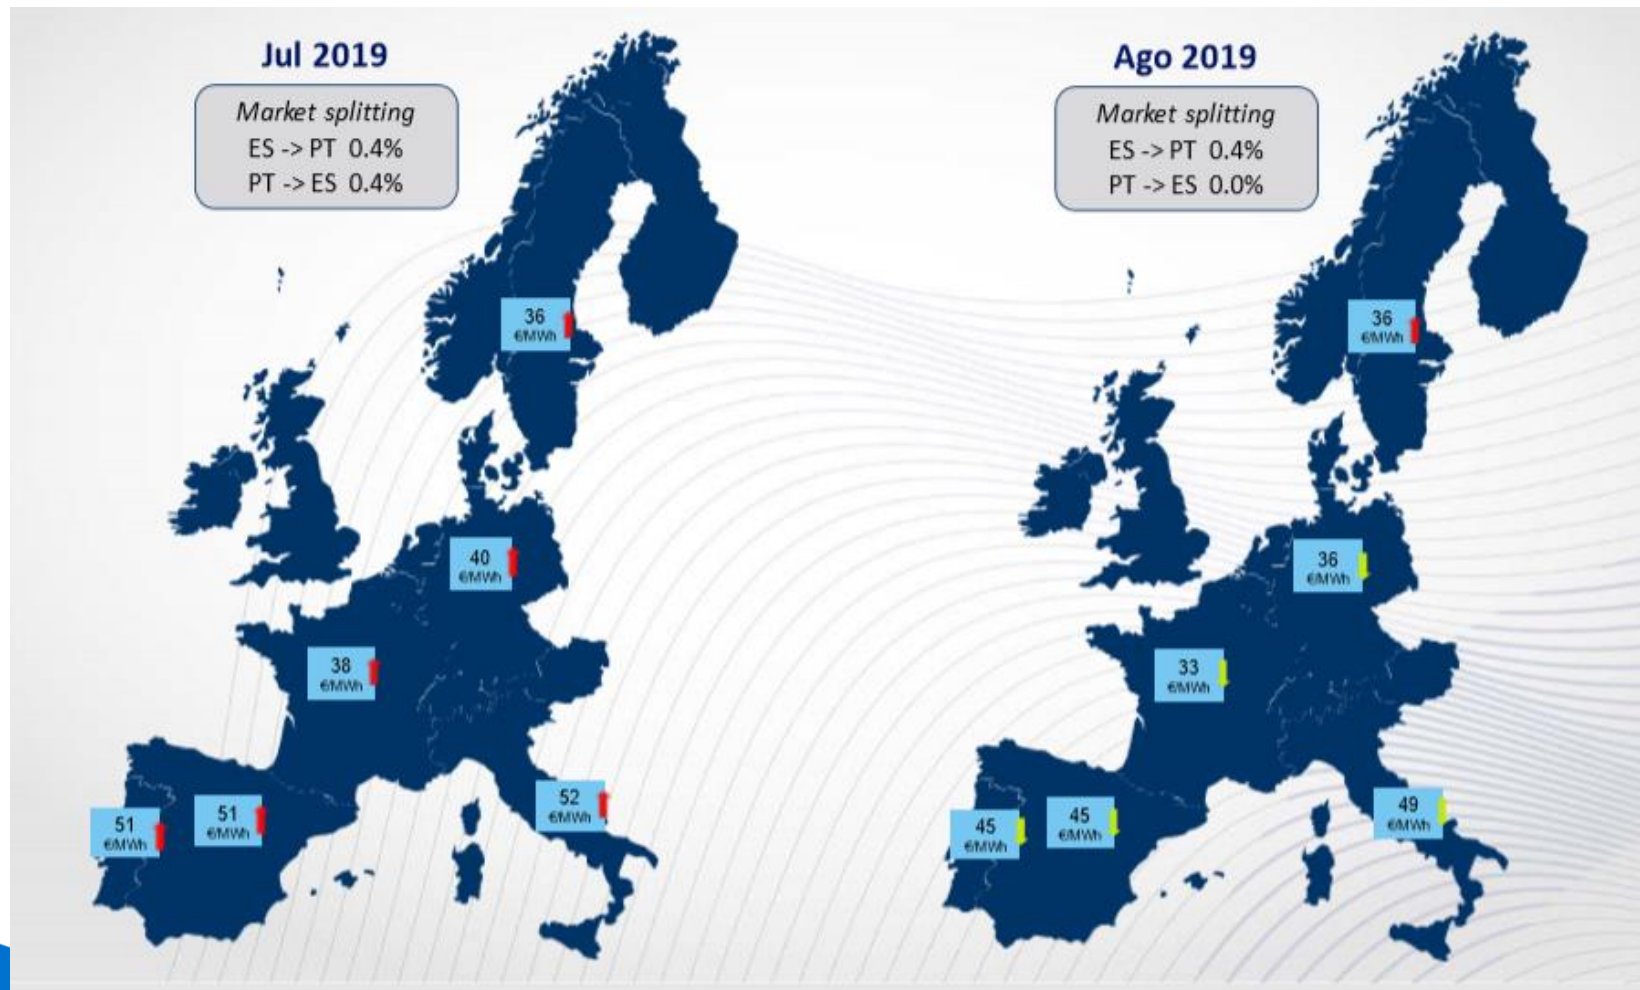 Jul 2019
Market splitting
ES -> PT 0.4%
PT -> ES 0.4%
36
€/MWh
40
€/MWh
38
€/MWh
52
€/MWh
51
€/MWh
51
€/MWh
Ago 2019
Market splitting
ES -> PT 0.4%
PT -> ES 0.0%
36
€/MWh
36
€/MWh
33
€/MWh
49
€/MWh
45
€/MWh
45
€/MWh